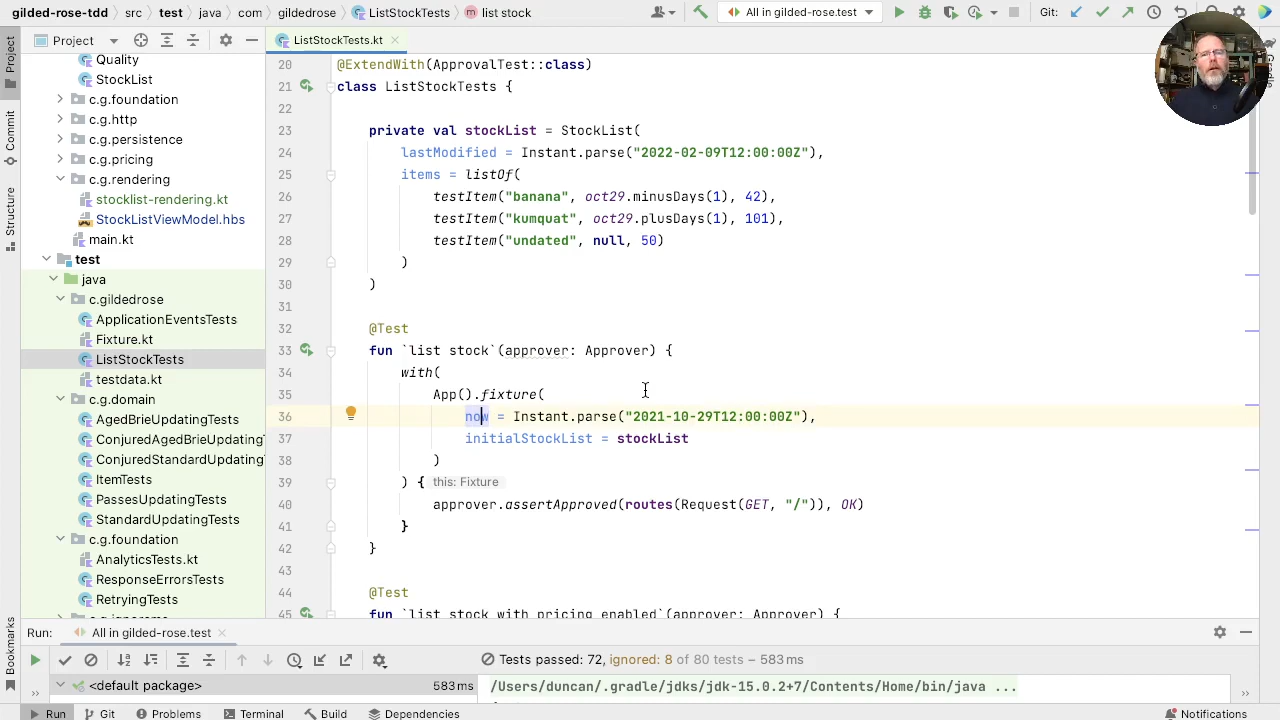 gilded-rose-tdd › src › test › java › com › gildedrose › ListStockTests › list stock
All in gilded-rose.test
Git:
Project
ListStockTests.kt
Project
Commit
Structure
Bookmarks
Gradle
Quality
StockList
c.g.foundation
c.g.http
c.g.persistence
c.g.pricing
c.g.rendering
stocklist-rendering.kt
StockListViewModel.hbs
main.kt
test
java
c.gildedrose
ApplicationEventsTests
Fixture.kt
ListStockTests
testdata.kt
c.g.domain
AgedBrieUpdatingTests
ConjuredAgedBrieUpdatingTests
ConjuredStandardUpdatingT
ItemTests
PassesUpdatingTests
StandardUpdatingTests
c.g.foundation
AnalyticsTests.kt
ResponseErrorsTests
RetryingTests
20 @ExtendWith(ApprovalTest::class)
21 class ListStockTests {
22
23 private val stockList = StockList(
24 lastModified = Instant.parse("2022-02-09T12:00:00Z"),
25 items = listOf(
26 testItem("banana", oct29.minusDays(1), 42),
27 testItem("kumquat", oct29.plusDays(1), 101),
28 testItem("undated", null, 50)
29 )
30 )
31
32 @Test
33 fun `list stock`(approver: Approver) {
34 with(
35 App().fixture(
36 now = Instant.parse("2021-10-29T12:00:00Z"),
37 initialStockList = stockList
38 )
39 ) { this: Fixture
40 approver.assertApproved(routes(Request(GET, "/")), OK)
41 }
42 }
43
44 @Test
45 fun `list stock with pricing enabled`(approver: Approver) {
Run: All in gilded-rose.test
Tests passed: 72, ignored: 8 of 80 tests – 583 ms
<default package> 583 ms
/Users/duncan/.gradle/jdks/jdk-15.0.2+7/Contents/Home/bin/java ...
Run
Git
Problems
Terminal
Build
Dependencies
Notifications